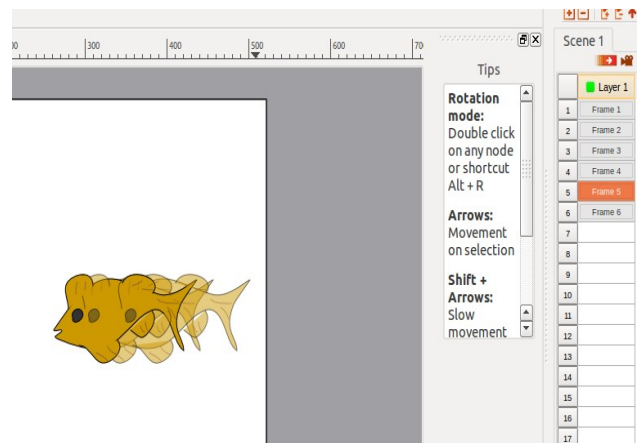 00 300 400 500 600 70
Tips
Rotation
mode:
Double click
on any node
or shortcut
Alt + R
Arrows:
Movement
on selection
Shift +
Arrows:
Slow
movement
Scene 1
Layer 1
1 Frame 1
2 Frame 2
3 Frame 3
4 Frame 4
5 Frame 5
6 Frame 6
7
8
9
10
11
12
13
14
15
16
17